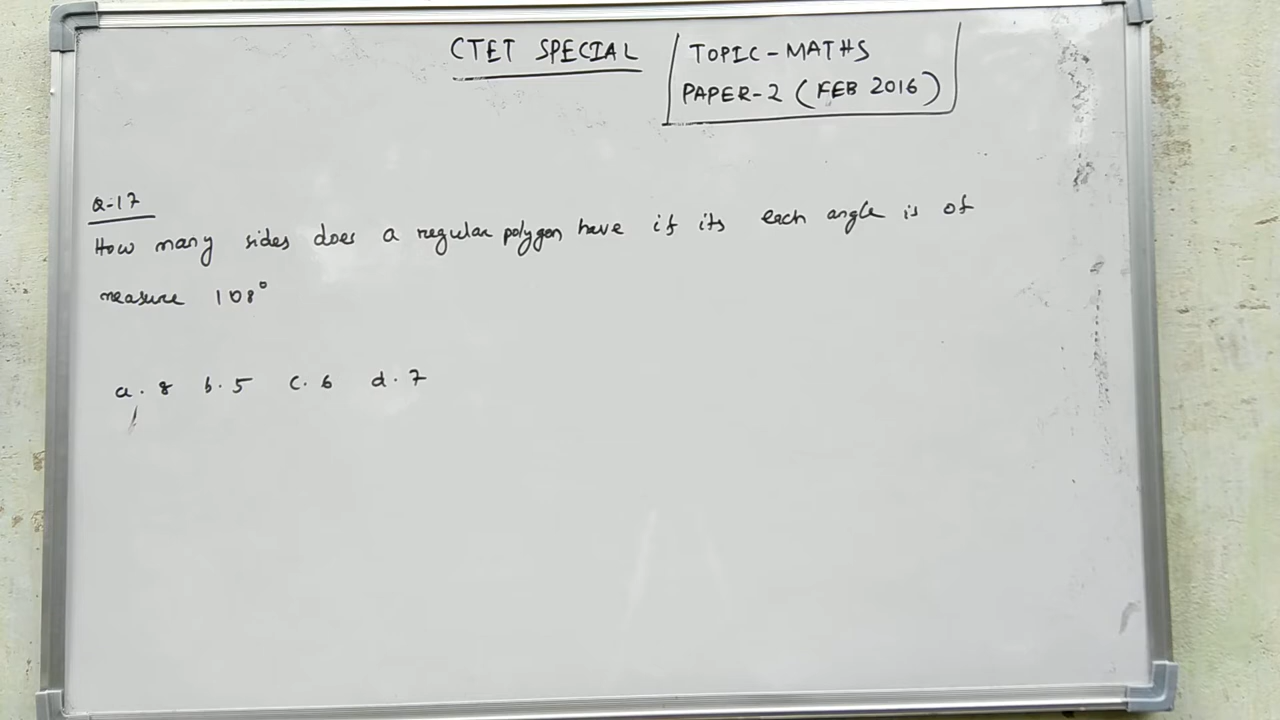 CTET SPECIAL
TOPIC-MATHS
PAPER-2 (FEB 2016)
Q-17
How many sides does a regular polygon have if its each angle is of
measure 108°
a. 8 b. 5 c. 6 d. 7